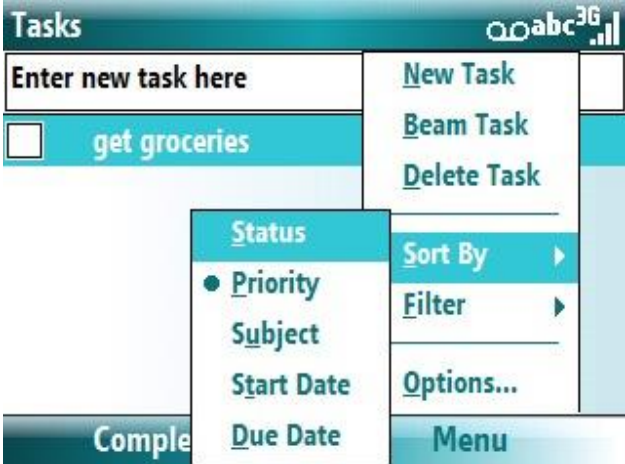 Tasks
abc 3G
Enter new task here
get groceries
New Task
Beam Task
Delete Task
Sort By
Filter
Options...
Status
Priority
Subject
Start Date
Due Date
Comple
Menu